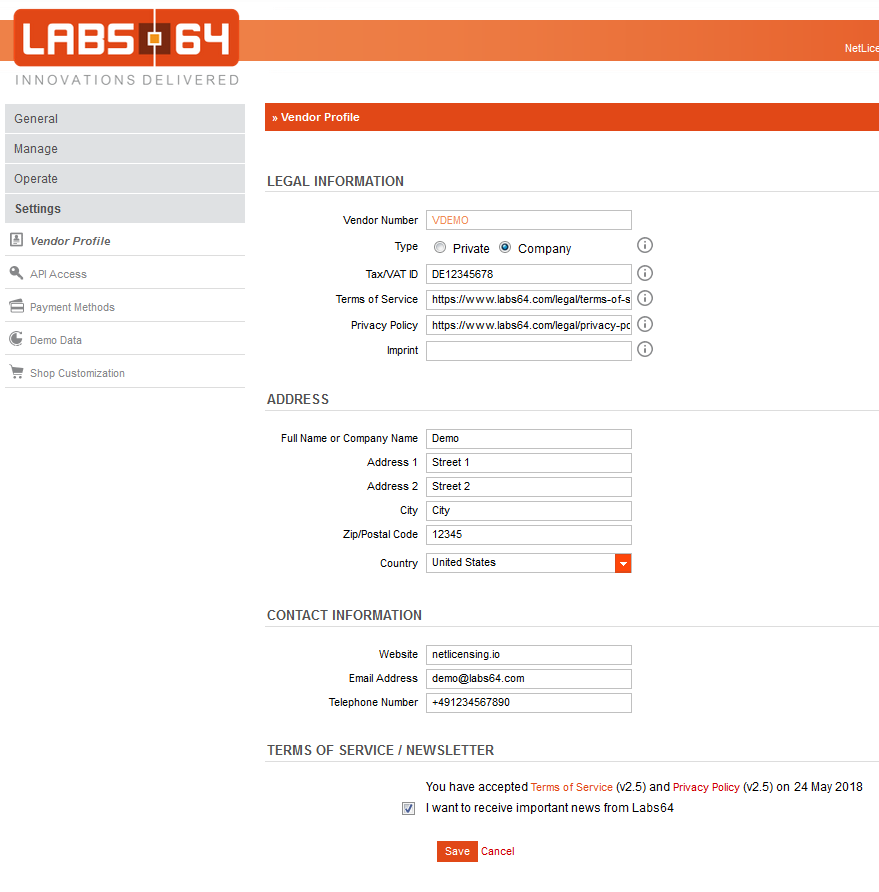 LABS 64
NetLice
INNOVATIONS DELIVERED
General
Manage
Operate
Settings
Vendor Profile
API Access
Payment Methods
Demo Data
Shop Customization
» Vendor Profile
LEGAL INFORMATION
Vendor Number VDEMO
Type Private Company
Tax/VAT ID DE12345678
Terms of Service https://www.labs64.com/legal/terms-of-s
Privacy Policy https://www.labs64.com/legal/privacy-po
Imprint
ADDRESS
Full Name or Company Name Demo
Address 1 Street 1
Address 2 Street 2
City City
Zip/Postal Code 12345
Country United States
CONTACT INFORMATION
Website netlicensing.io
Email Address demo@labs64.com
Telephone Number +491234567890
TERMS OF SERVICE / NEWSLETTER
You have accepted Terms of Service (v2.5) and Privacy Policy (v2.5) on 24 May 2018
I want to receive important news from Labs64
Save Cancel